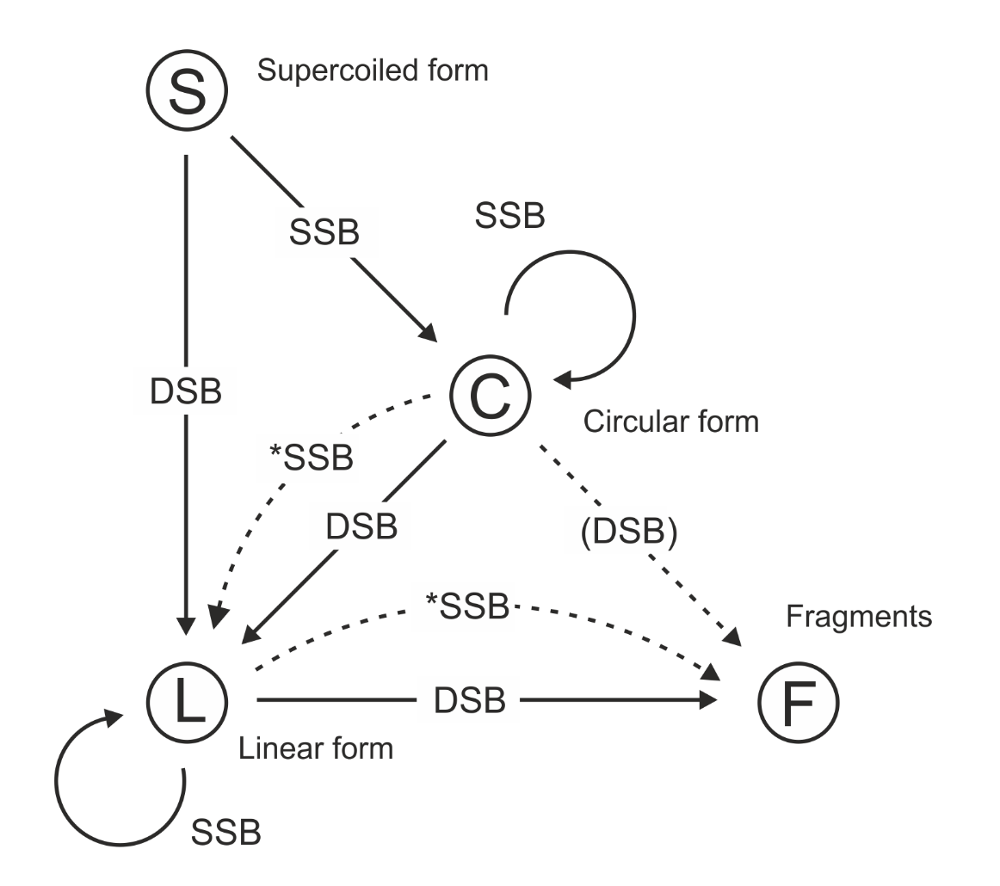 S
Supercoiled form
SSB
SSB
DSB
C
Circular form
*SSB
DSB
(DSB)
*SSB
Fragments
L
DSB
F
Linear form
SSB